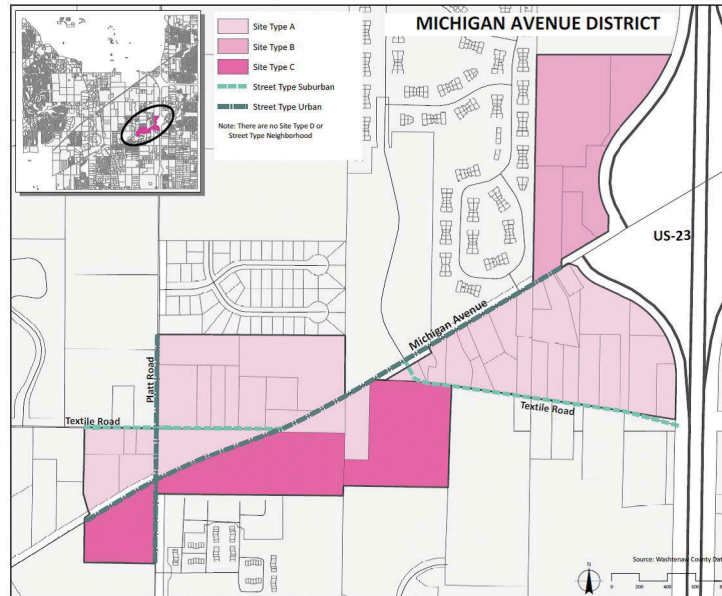 MICHIGAN AVENUE DISTRICT
Site Type A
Site Type B
Site Type C
Street Type Suburban
Street Type Urban
Note: There are no Site Type D or
Street Type Neighborhood
US-23
Michigan Avenue
Platt Road
Textile Road
Textile Road
Source: Washtenaw County Dat
N
0 200 400 600